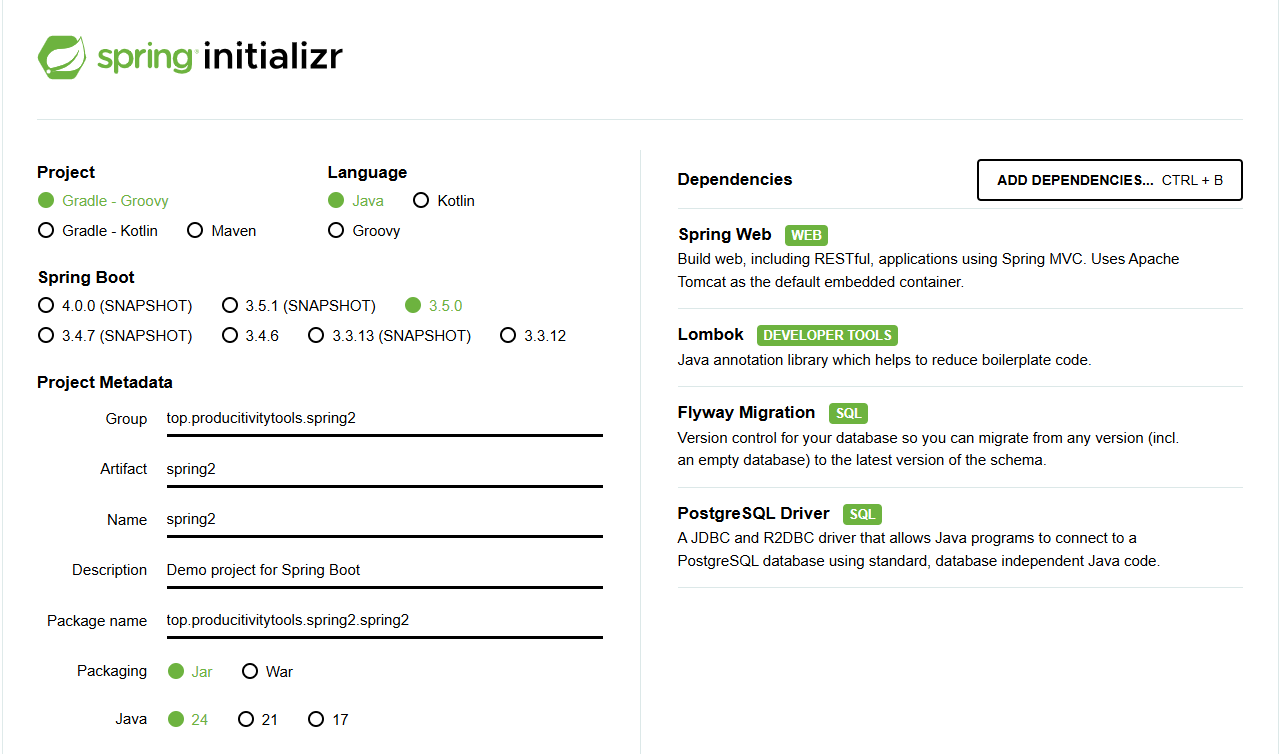 spring initializr
Project
Gradle - Groovy
Gradle - Kotlin Maven
Language
Java Kotlin
Groovy
Spring Boot
4.0.0 (SNAPSHOT) 3.5.1 (SNAPSHOT) 3.5.0
3.4.7 (SNAPSHOT) 3.4.6 3.3.13 (SNAPSHOT) 3.3.12
Project Metadata
Group top.producitivitytools.spring2
Artifact spring2
Name spring2
Description Demo project for Spring Boot
Package name top.producitivitytools.spring2.spring2
Packaging Jar War
Java 24 21 17
Dependencies ADD DEPENDENCIES... CTRL + B
Spring Web WEB
Build web, including RESTful, applications using Spring MVC. Uses Apache
Tomcat as the default embedded container.
Lombok DEVELOPER TOOLS
Java annotation library which helps to reduce boilerplate code.
Flyway Migration SQL
Version control for your database so you can migrate from any version (incl.
an empty database) to the latest version of the schema.
PostgreSQL Driver SQL
A JDBC and R2DBC driver that allows Java programs to connect to a
PostgreSQL database using standard, database independent Java code.